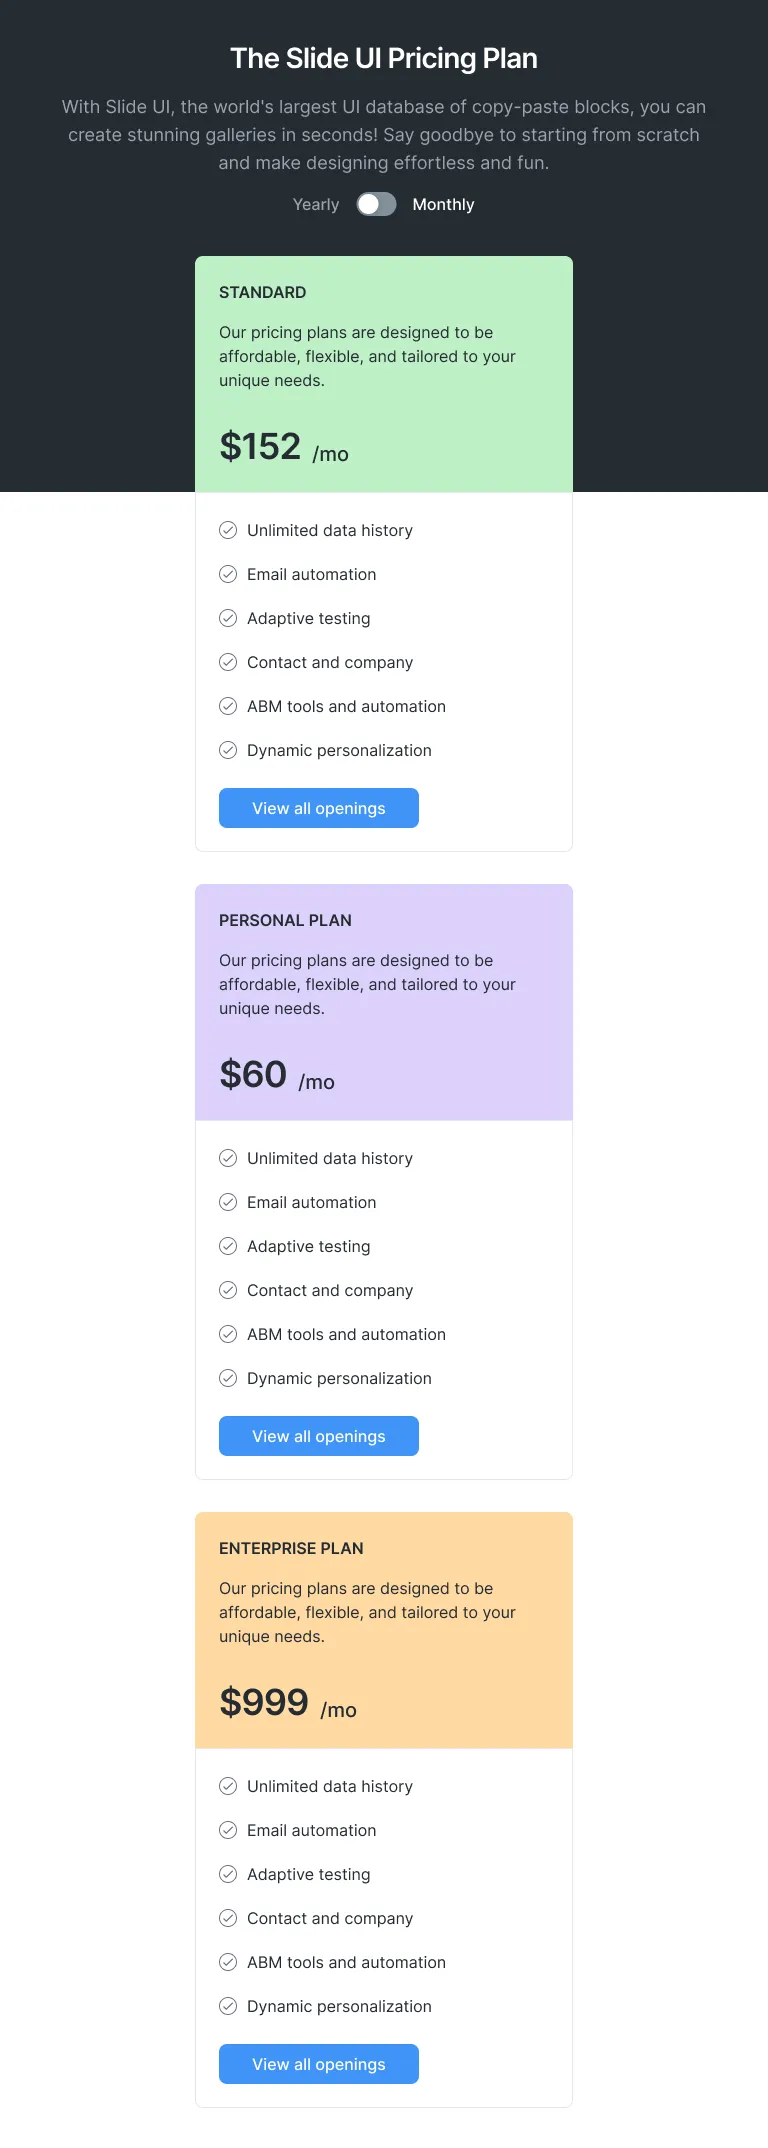 The Slide UI Pricing Plan
With Slide UI, the world's largest UI database of copy-paste blocks, you can
create stunning galleries in seconds! Say goodbye to starting from scratch
and make designing effortless and fun.
Yearly Monthly
STANDARD
Our pricing plans are designed to be
affordable, flexible, and tailored to your
unique needs.
$152 /mo
Unlimited data history
Email automation
Adaptive testing
Contact and company
ABM tools and automation
Dynamic personalization
View all openings
PERSONAL PLAN
Our pricing plans are designed to be
affordable, flexible, and tailored to your
unique needs.
$60 /mo
Unlimited data history
Email automation
Adaptive testing
Contact and company
ABM tools and automation
Dynamic personalization
View all openings
ENTERPRISE PLAN
Our pricing plans are designed to be
affordable, flexible, and tailored to your
unique needs.
$999 /mo
Unlimited data history
Email automation
Adaptive testing
Contact and company
ABM tools and automation
Dynamic personalization
View all openings